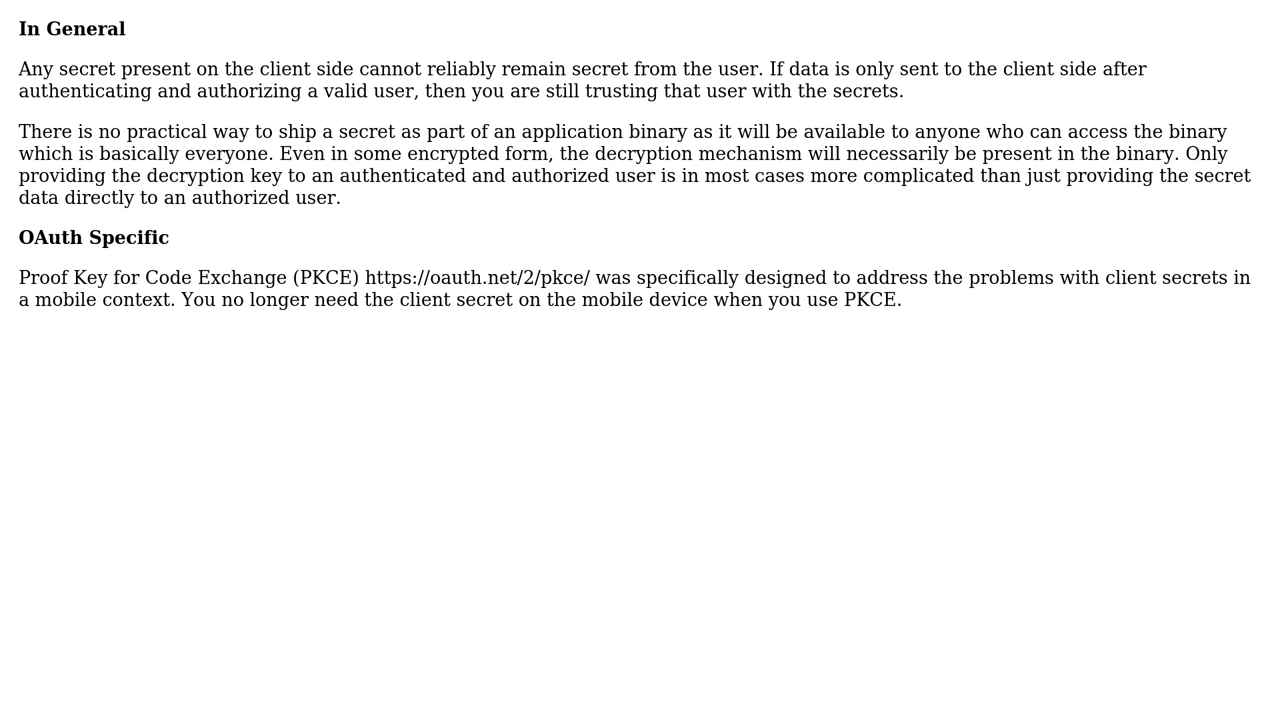 In General
Any secret present on the client side cannot reliably remain secret from the user. If data is only sent to the client side after
authenticating and authorizing a valid user, then you are still trusting that user with the secrets.
There is no practical way to ship a secret as part of an application binary as it will be available to anyone who can access the binary
which is basically everyone. Even in some encrypted form, the decryption mechanism will necessarily be present in the binary. Only
providing the decryption key to an authenticated and authorized user is in most cases more complicated than just providing the secret
data directly to an authorized user.
OAuth Specific
Proof Key for Code Exchange (PKCE) https://oauth.net/2/pkce/ was specifically designed to address the problems with client secrets in
a mobile context. You no longer need the client secret on the mobile device when you use PKCE.